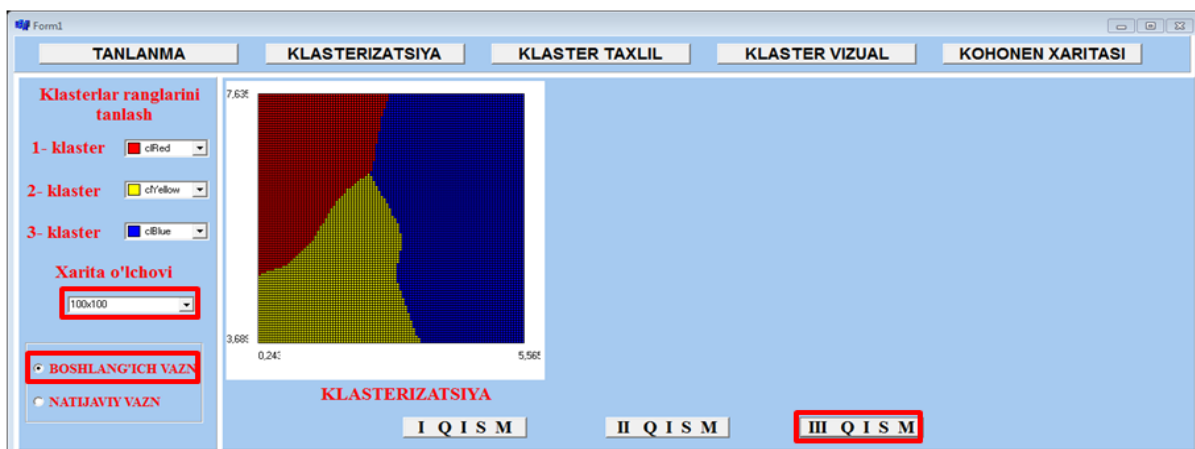 Form1
TANLANMA KLASTERIZATSIYA KLASTER TAXLIL KLASTER VIZUAL KOHONEN XARITASI
Klasterlar ranglarini
tanlash
1- klaster clRed
2- klaster clYellow
3- klaster clBlue
Xarita o'lchovi
100x100
BOSHLANG'ICH VAZN
NATIJAVIY VAZN
7,635
3,685
0,243
5,565
KLASTERIZATSIYA
I Q I S M II Q I S M III Q I S M